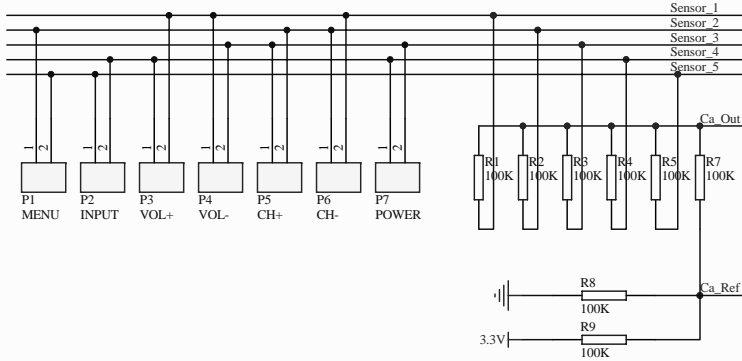 Sensor_1
Sensor_2
Sensor_3
Sensor_4
Sensor_5
Ca_Out
1 2 1 2 1 2 1 2 1 2 1 2 1 2
R1 R2 R3 R4 R5 R7
100K 100K 100K 100K 100K 100K
P1 P2 P3 P4 P5 P6 P7
MENU INPUT VOL+ VOL- CH+ CH- POWER
R8 Ca_Ref
100K
R9
3.3V
100K